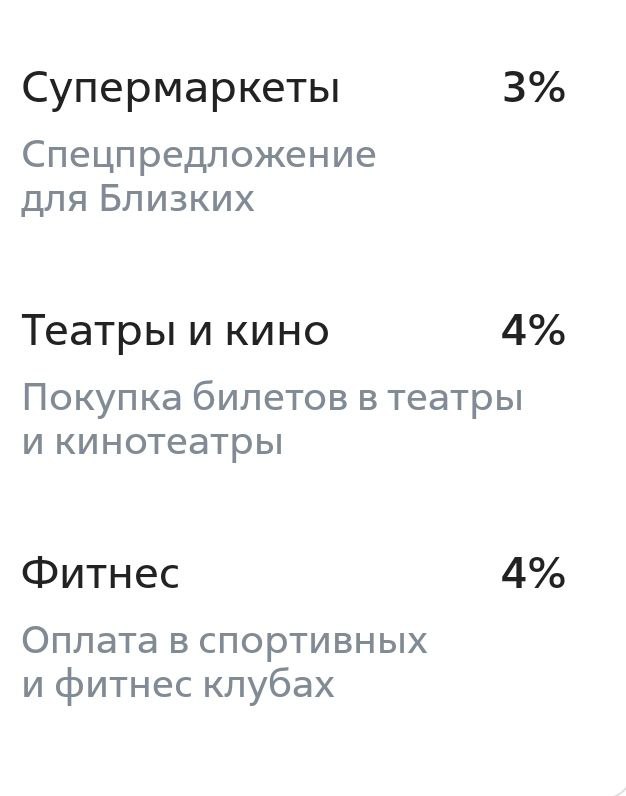 Супермаркеты 3%
Спецпредложение
для Близких
Театры и кино 4%
Покупка билетов в театры
и кинотеатры
Фитнес 4%
Оплата в спортивных
и фитнес клубах